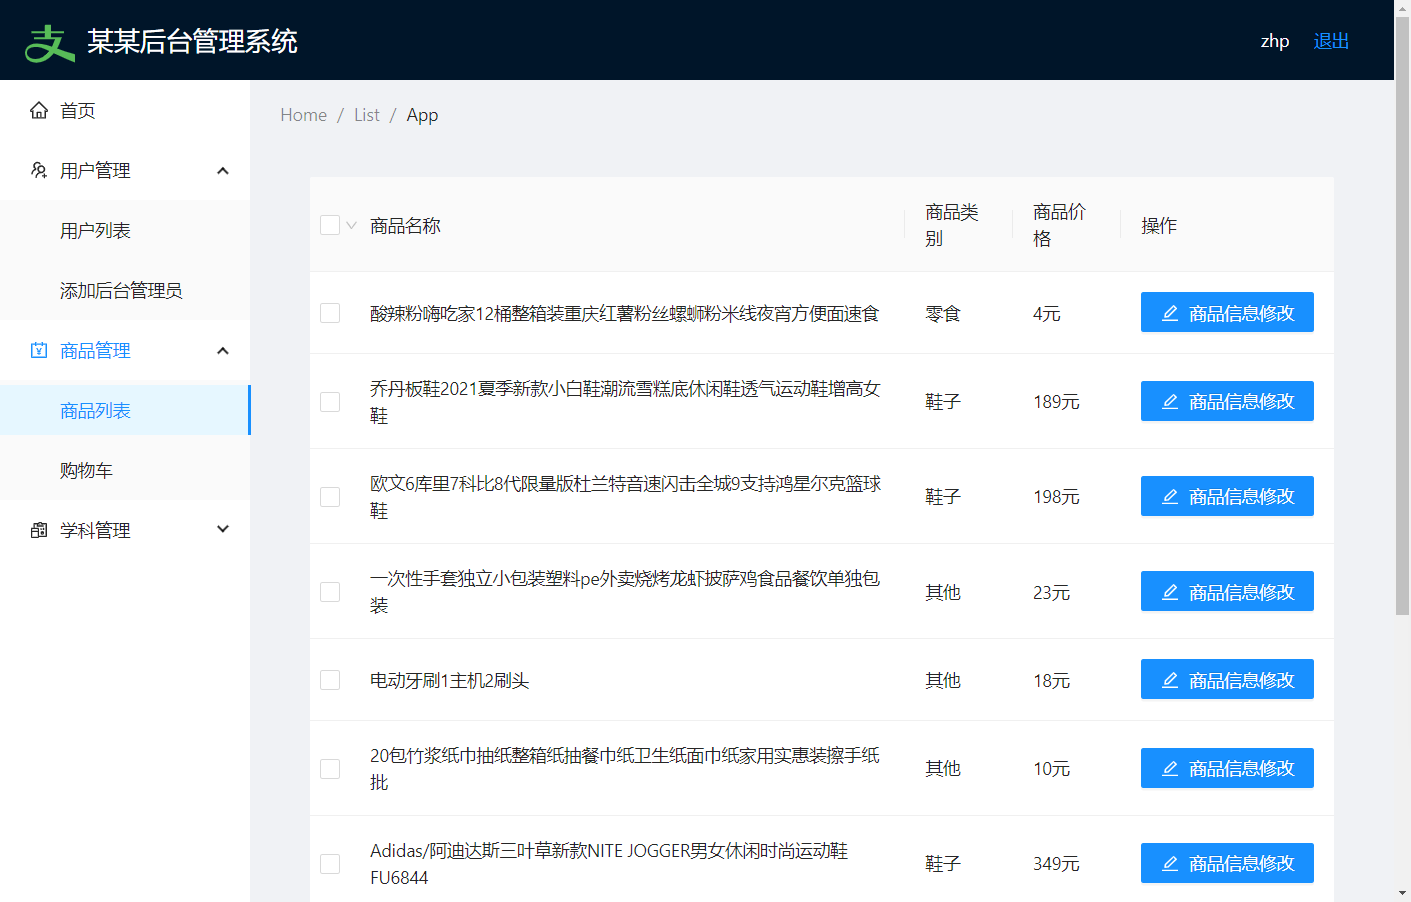 支 某某后台管理系统
zhp 退出
首页
用户管理
用户列表
添加后台管理员
商品管理
商品列表
购物车
学科管理
Home / List / App
商品名称
商品类
别
商品价
格
操作
酸辣粉嗨吃家12桶整箱装重庆红薯粉丝螺蛳粉米线夜宵方便面速食
零食
4元
商品信息修改
乔丹板鞋2021夏季新款小白鞋潮流雪糕底休闲鞋透气运动鞋增高女
鞋
鞋子
189元
商品信息修改
欧文6库里7科比8代限量版杜兰特音速闪击全城9支持鸿星尔克篮球
鞋
鞋子
198元
商品信息修改
一次性手套独立小包装塑料pe外卖烧烤龙虾披萨鸡食品餐饮单独包
装
其他
23元
商品信息修改
电动牙刷1主机2刷头
其他
18元
商品信息修改
20包竹浆纸巾抽纸整箱纸抽餐巾纸卫生纸面巾纸家用实惠装擦手纸
批
其他
10元
商品信息修改
Adidas/阿迪达斯三叶草新款NITE JOGGER男女休闲时尚运动鞋
FU6844
鞋子
349元
商品信息修改